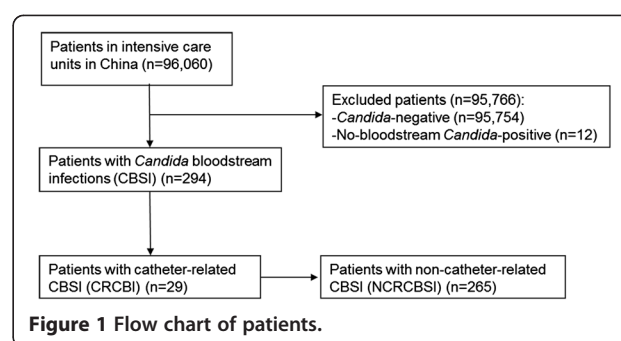 Patients in intensive care
units in China (n=96,060)
Excluded patients (n=95,766):
-Candida-negative (n=95,754)
-No-bloodstream Candida-positive (n=12)
Patients with Candida bloodstream
infections (CBSI) (n=294)
Patients with catheter-related
CBSI (CRCBI) (n=29)
Patients with non-catheter-related
CBSI (NCRCBSI) (n=265)
Figure 1 Flow chart of patients.